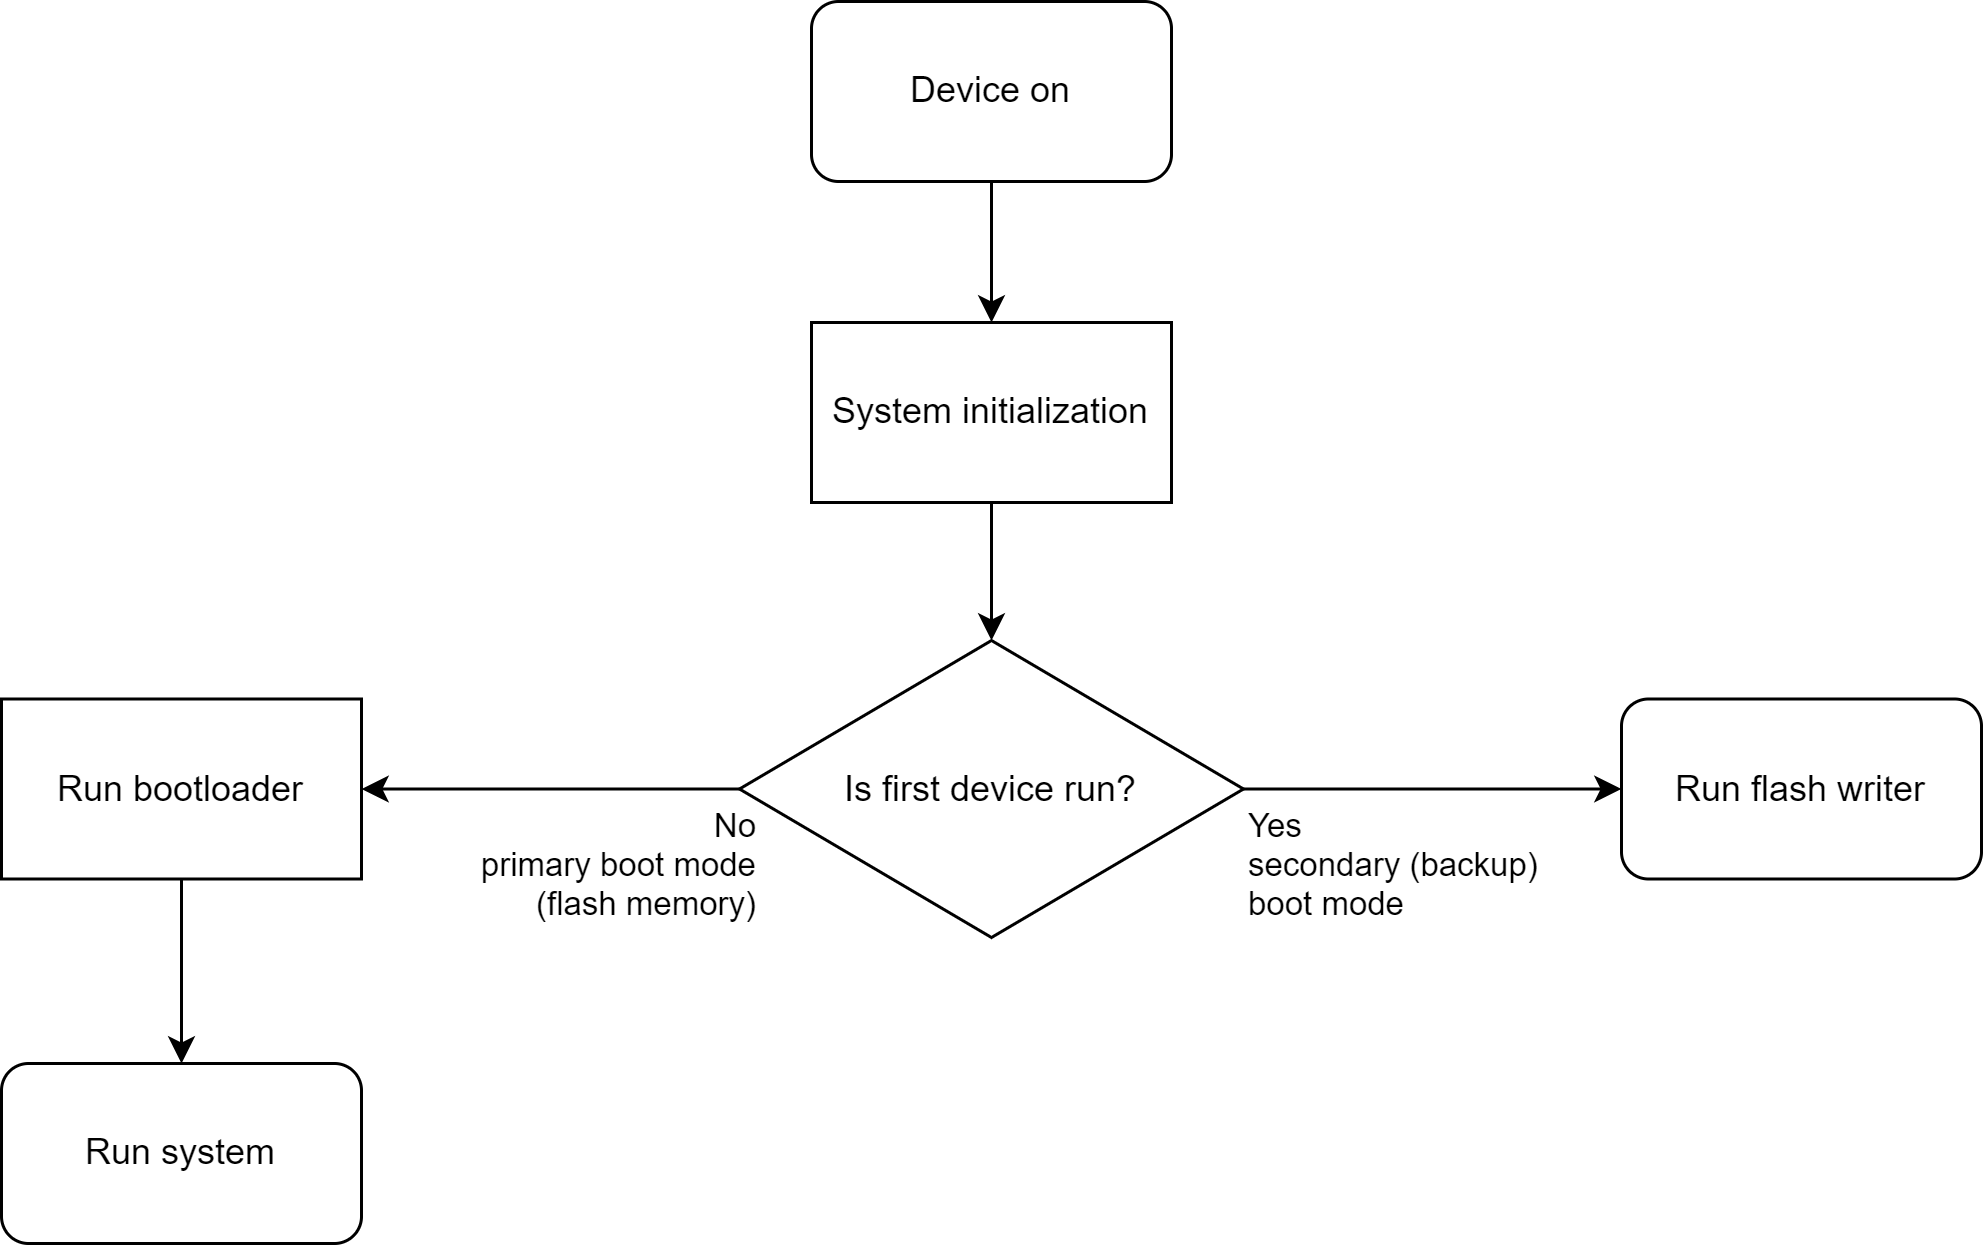 Device on
System initialization
Is first device run?
No
primary boot mode
(flash memory)
Yes
secondary (backup)
boot mode
Run bootloader
Run flash writer
Run system